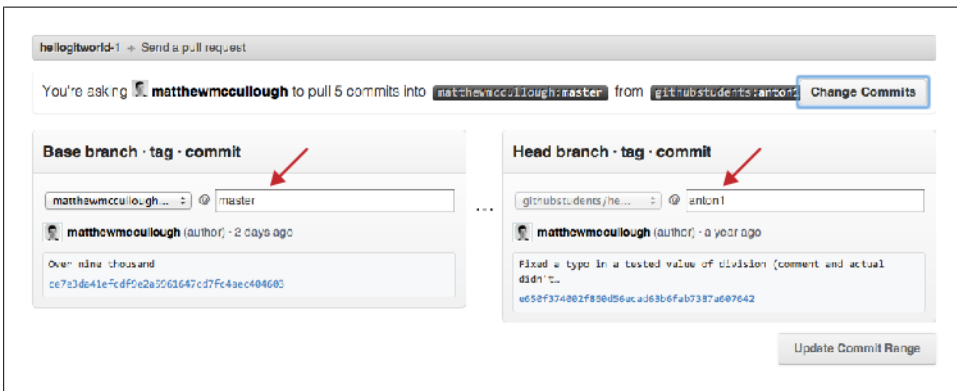 hellogitworld-1 → Send a pull request
You're asking matthewmccullough to pull 5 commits into matthewmccullough:master from githubstudents:anton1 Change Commits
Base branch · tag · commit
matthewmccullough... @ master
matthewmccullough (author) - 2 days ago
Over nine thousand
...
Head branch · tag · commit
githubstudents/he... @ anton1
matthewmccullough (author) - a year ago
Fixed a typo in a tested value of division (comment and actual
didn't…
Update Commit Range